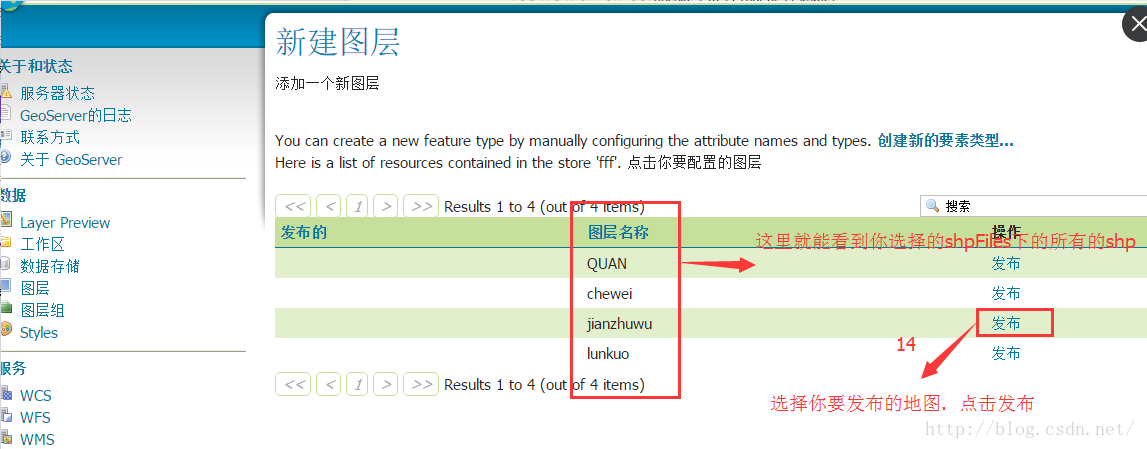 新建图层
添加一个新图层
You can create a new feature type by manually configuring the attribute names and types. 创建新的要素类型...
Here is a list of resources contained in the store 'fff'. 点击你要配置的图层
<< < 1 > >> Results 1 to 4 (out of 4 items)
搜索
发布的 图层名称 操作
这里就能看到你选择的shpFiles下的所有的shp
QUAN 发布
chewei 发布
jianzhuwu 发布
14
lunkuo 发布
<< < 1 > >> Results 1 to 4 (out of 4 items)
选择你要发布的地图. 点击发布
http://blog.csdn.net/
关于和状态
服务器状态
GeoServer的日志
联系方式
关于 GeoServer
数据
Layer Preview
工作区
数据存储
图层
图层组
Styles
服务
WCS
WFS
WMS